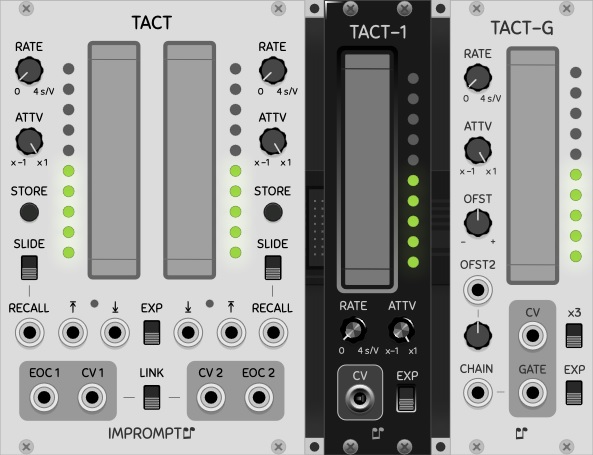 TACT
RATE
0 4 s/V
ATTV
x-1 x1
STORE
SLIDE
RECALL
EXP
RATE
0 4 s/V
ATTV
x-1 x1
STORE
SLIDE
RECALL
EOC 1 CV 1 LINK CV 2 EOC 2
IMPROMPTU
TACT-1
RATE ATTV
0 4 s/V x-1 x1
CV EXP
TACT-G
RATE
0 4 s/V
ATTV
x-1 x1
OFST
- +
OFST2
CV x3
CHAIN GATE EXP